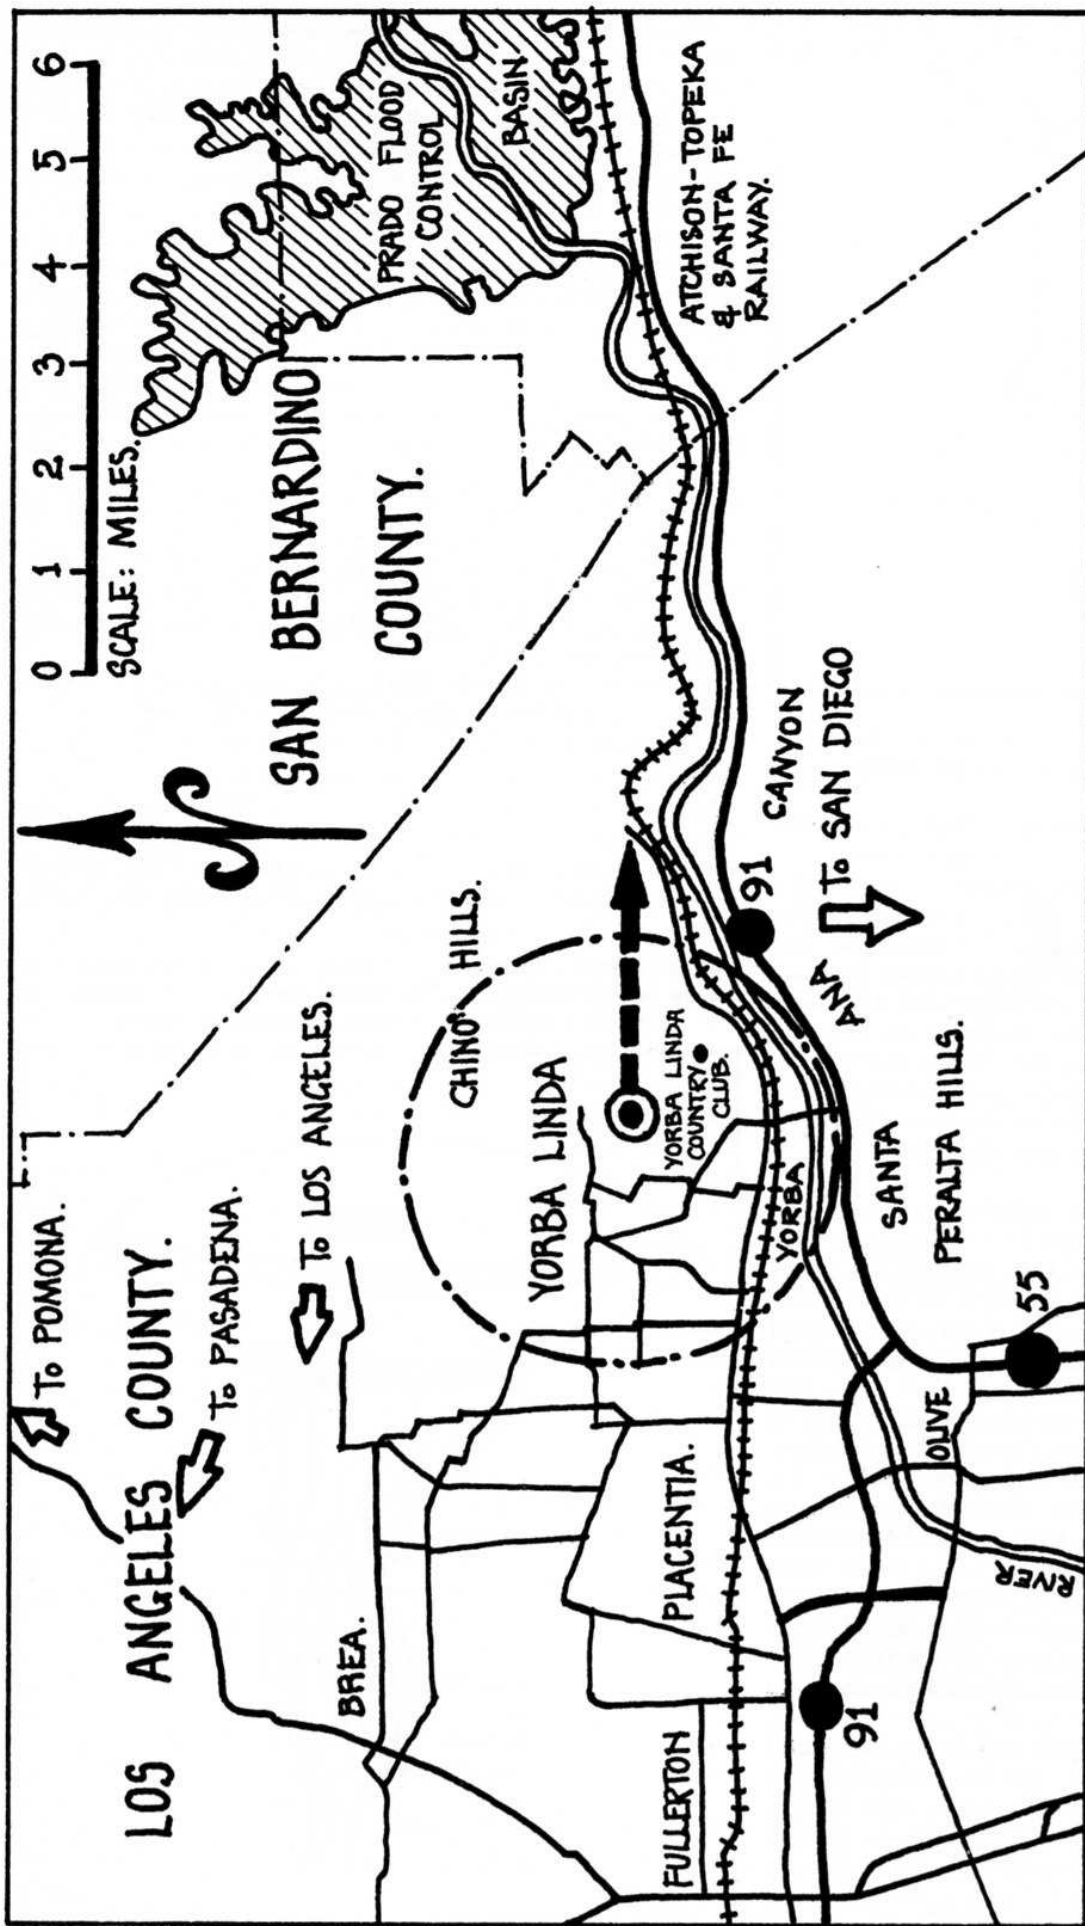 0 1 2 3 4 5 6
SCALE: MILES.
To POMONA.
LOS ANGELES COUNTY.
To PASADENA.
SAN BERNARDINO
COUNTY.
To LOS ANGELES.
PRADO FLOOD
CONTROL
BASIN
BREA.
CHINO HILLS.
YORBA LINDA
YORBA LINDA
COUNTRY
CLUB.
PLACENTIA.
FULLERTON
ATCHISON-TOPEKA
& SANTA FE
RAILWAY.
YORBA
91
91
CANYON
ANA
SANTA
To SAN DIEGO
OLIVE
PERALTA HILLS.
RIVER
55